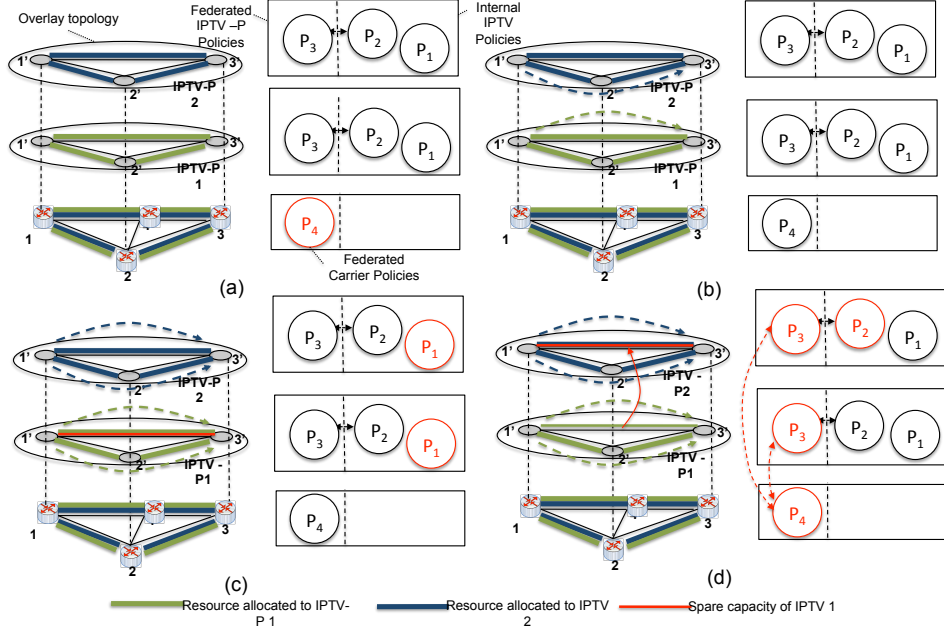 Overlay topology
Federated
IPTV –P
Policies
Internal
IPTV
Policies
1'
3'
2'
IPTV-P
2
P3
P2
P1
1'
3'
2'
IPTV-P
1
P3
P2
P1
1
3
2
P4
Federated
Carrier Policies
(a)
1'
3'
2'
IPTV-P
2
P3
P2
P1
1'
3'
2'
IPTV-P
1
P3
P2
P1
1
3
2
P4
(b)
1'
3'
2'
IPTV-P
2
P3
P2
P1
1'
3'
2'
IPTV -
P1
P3
P2
P1
1
3
2
P4
(c)
1'
3'
2'
IPTV -
P2
P3
P2
P1
1'
3'
2'
IPTV -
P1
P3
P2
P1
1
3
2
P4
(d)
Resource allocated to IPTV-
P 1
Resource allocated to IPTV
2
Spare capacity of IPTV 1